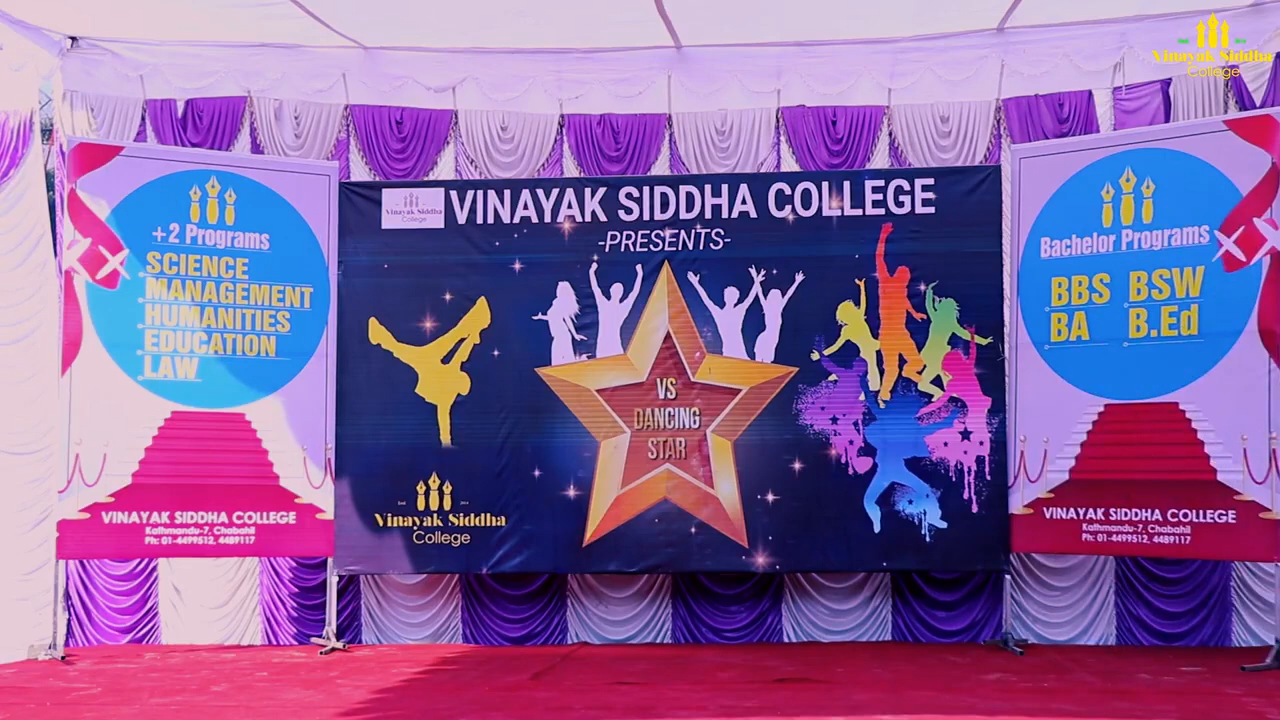 Vinayak Siddha
College
+2 Programs
SCIENCE
MANAGEMENT
HUMANITIES
EDUCATION
LAW
VINAYAK SIDDHA COLLEGE
Kathmandu-7, Chabahil
Ph: 01-4499512, 4489117
Vinayak Siddha
College
VINAYAK SIDDHA COLLEGE
-PRESENTS-
VS
DANCING
STAR
Vinayak Siddha
College
Bachelor Programs
BBS BSW
BA B.Ed
VINAYAK SIDDHA COLLEGE
Kathmandu-7, Chabahil
Ph: 01-4499512, 4489117